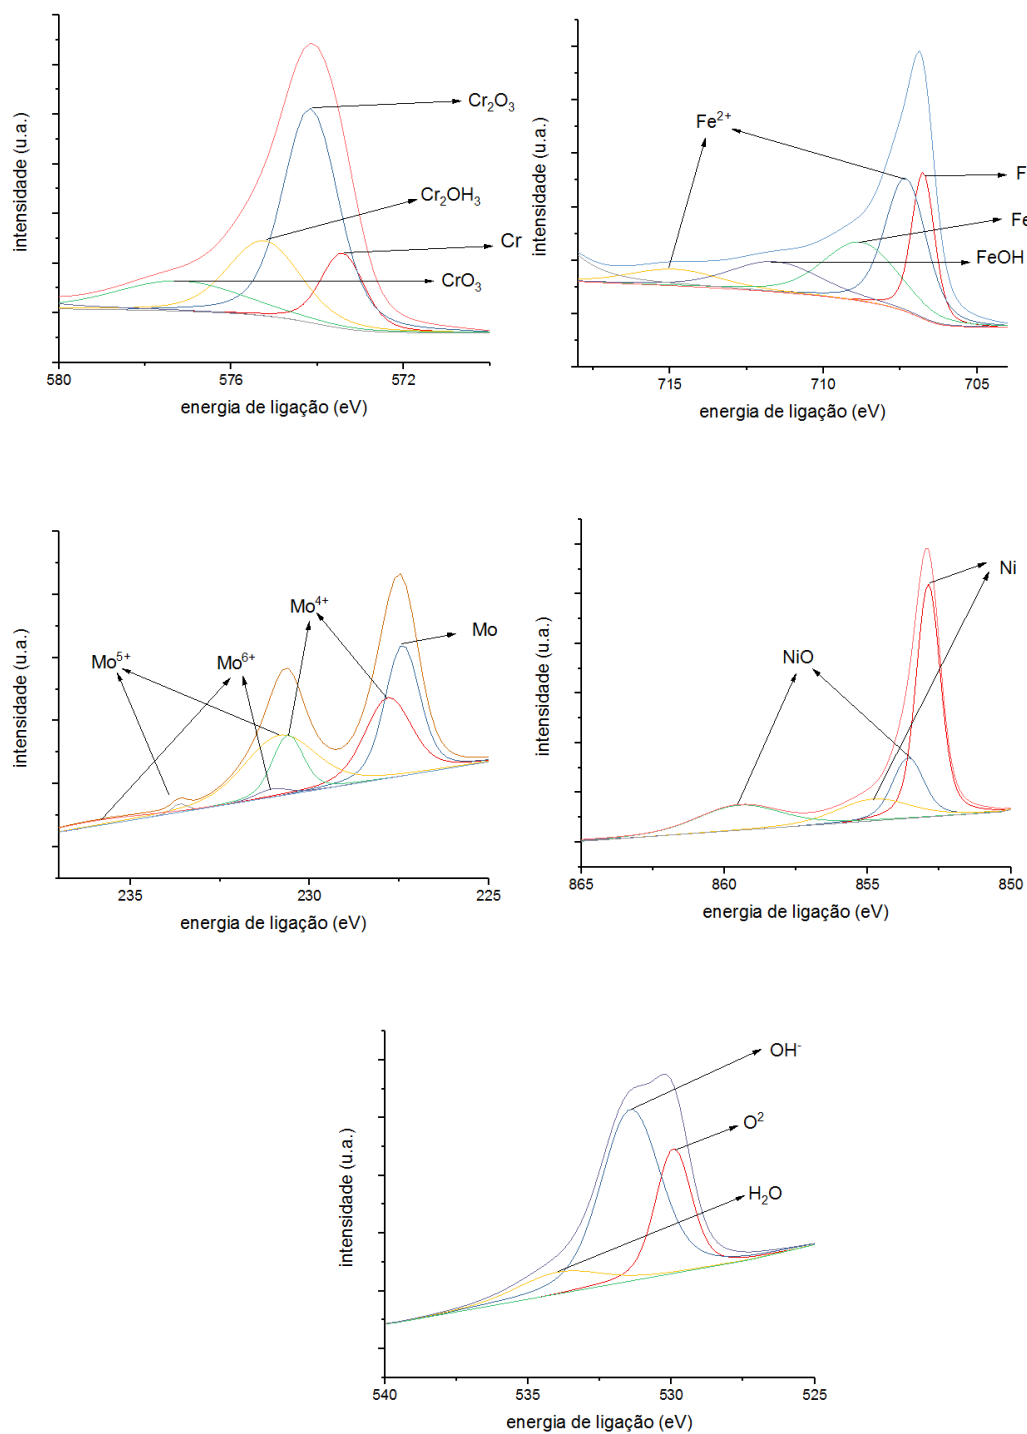 intensidade (u.a.)
Cr2O3
Cr2OH3
Cr
CrO3
580
576
572
energia de ligação (eV)
intensidade (u.a.)
Fe2+
F
Fe
FeOH
715
710
705
energia de ligação (eV)
intensidade (u.a.)
Mo5+
Mo6+
Mo4+
Mo
235
230
225
energia de ligação (eV)
intensidade (u.a.)
NiO
Ni
865
860
855
850
energia de ligação (eV)
intensidade (u.a.)
OH-
O2
H2O
540
535
530
525
energia de ligação (eV)